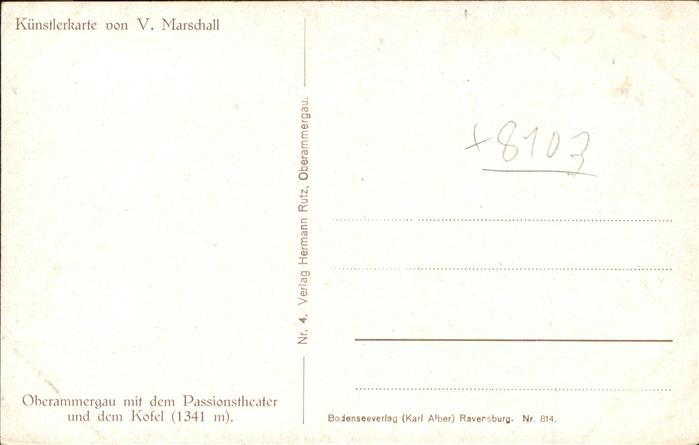 Künstlerkarte von V. Marschall
Oberammergau mit dem Passionstheater
und dem Kofel (1341 m).
Nr. 4. Verlag Hermann Rutz, Oberammergau.
+8103
Bodenseeverlag (Karl Alber) Ravensburg. Nr. 814.